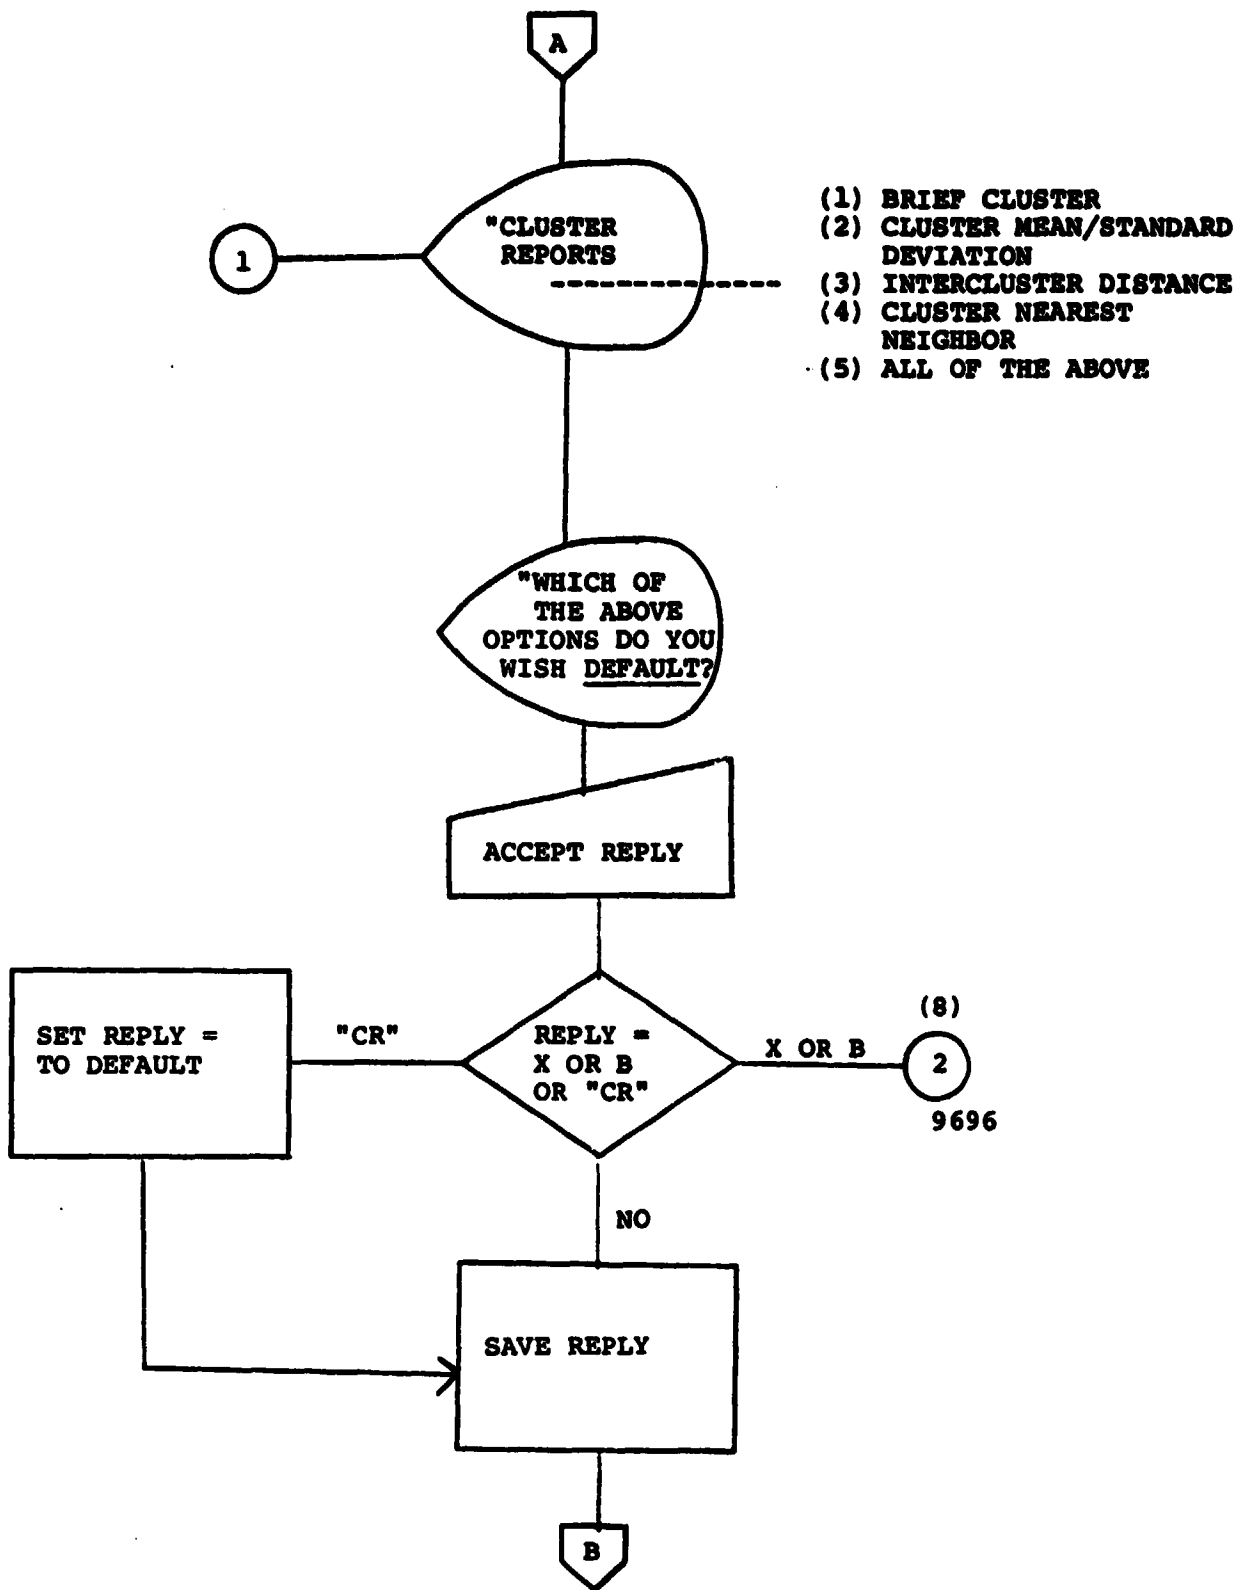 A
"CLUSTER
REPORTS
1
(1) BRIEF CLUSTER
(2) CLUSTER MEAN/STANDARD
DEVIATION
(3) INTERCLUSTER DISTANCE
(4) CLUSTER NEAREST
NEIGHBOR
(5) ALL OF THE ABOVE
"WHICH OF
THE ABOVE
OPTIONS DO YOU
WISH DEFAULT?
ACCEPT REPLY
SET REPLY =
TO DEFAULT
"CR"
REPLY =
X OR B
OR "CR"
X OR B
(8)
2
9696
NO
SAVE REPLY
B